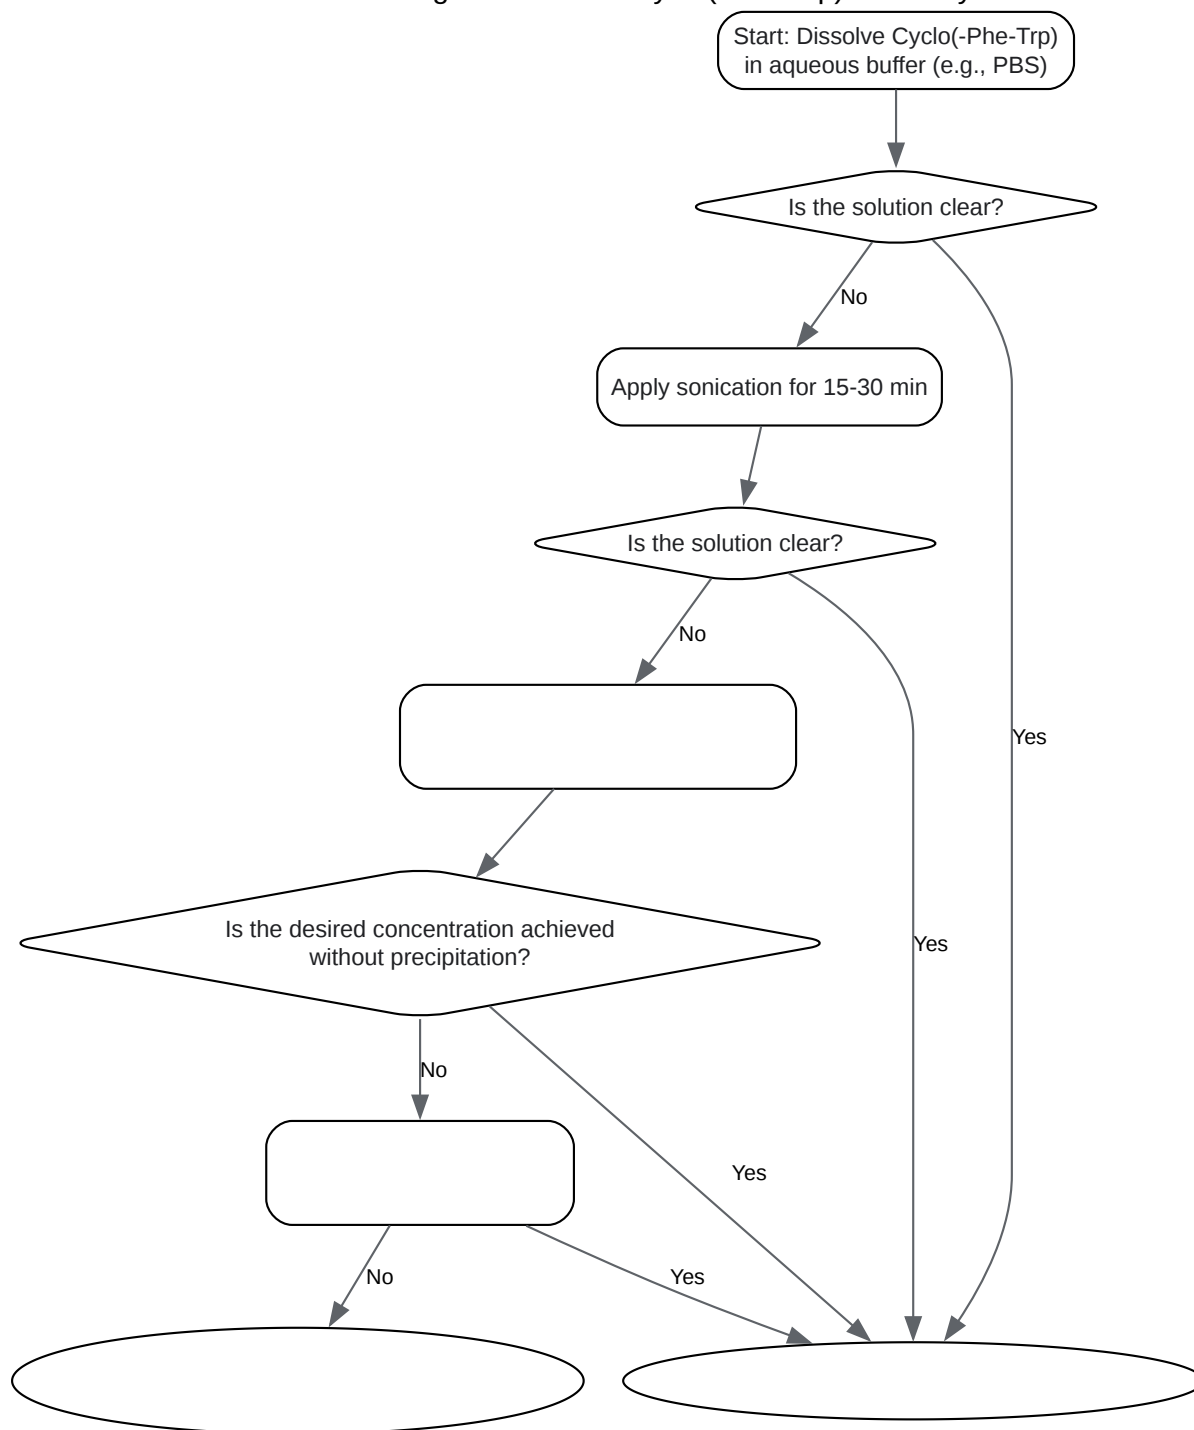 Start: Dissolve Cyclo(-Phe-Trp)
in aqueous buffer (e.g., PBS)
Is the solution clear?
No
Apply sonication for 15-30 min
Is the solution clear?
No
Yes
Is the desired concentration achieved
without precipitation?
Yes
No
Yes
No
Yes